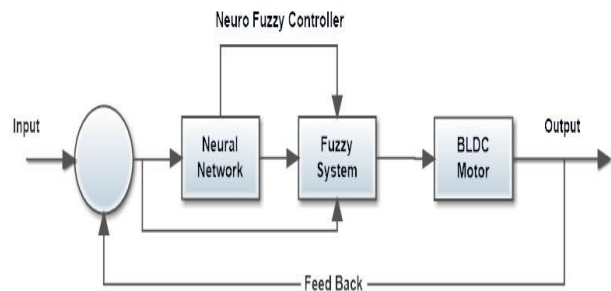 Neuro Fuzzy Controller
Input
Neural
Network
Fuzzy
System
BLDC
Motor
Output
Feed Back